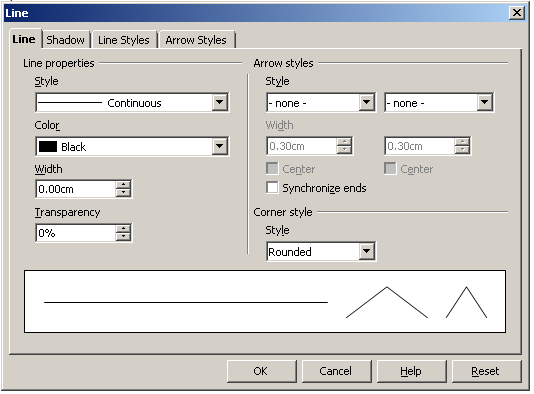 Line
Line Shadow Line Styles Arrow Styles
Line properties
Style
Continuous
Color
Black
Width
0.00cm
Transparency
0%
Arrow styles
Style
- none - - none -
Width
0.30cm 0.30cm
Center Center
Synchronize ends
Corner style
Style
Rounded
OK Cancel Help Reset